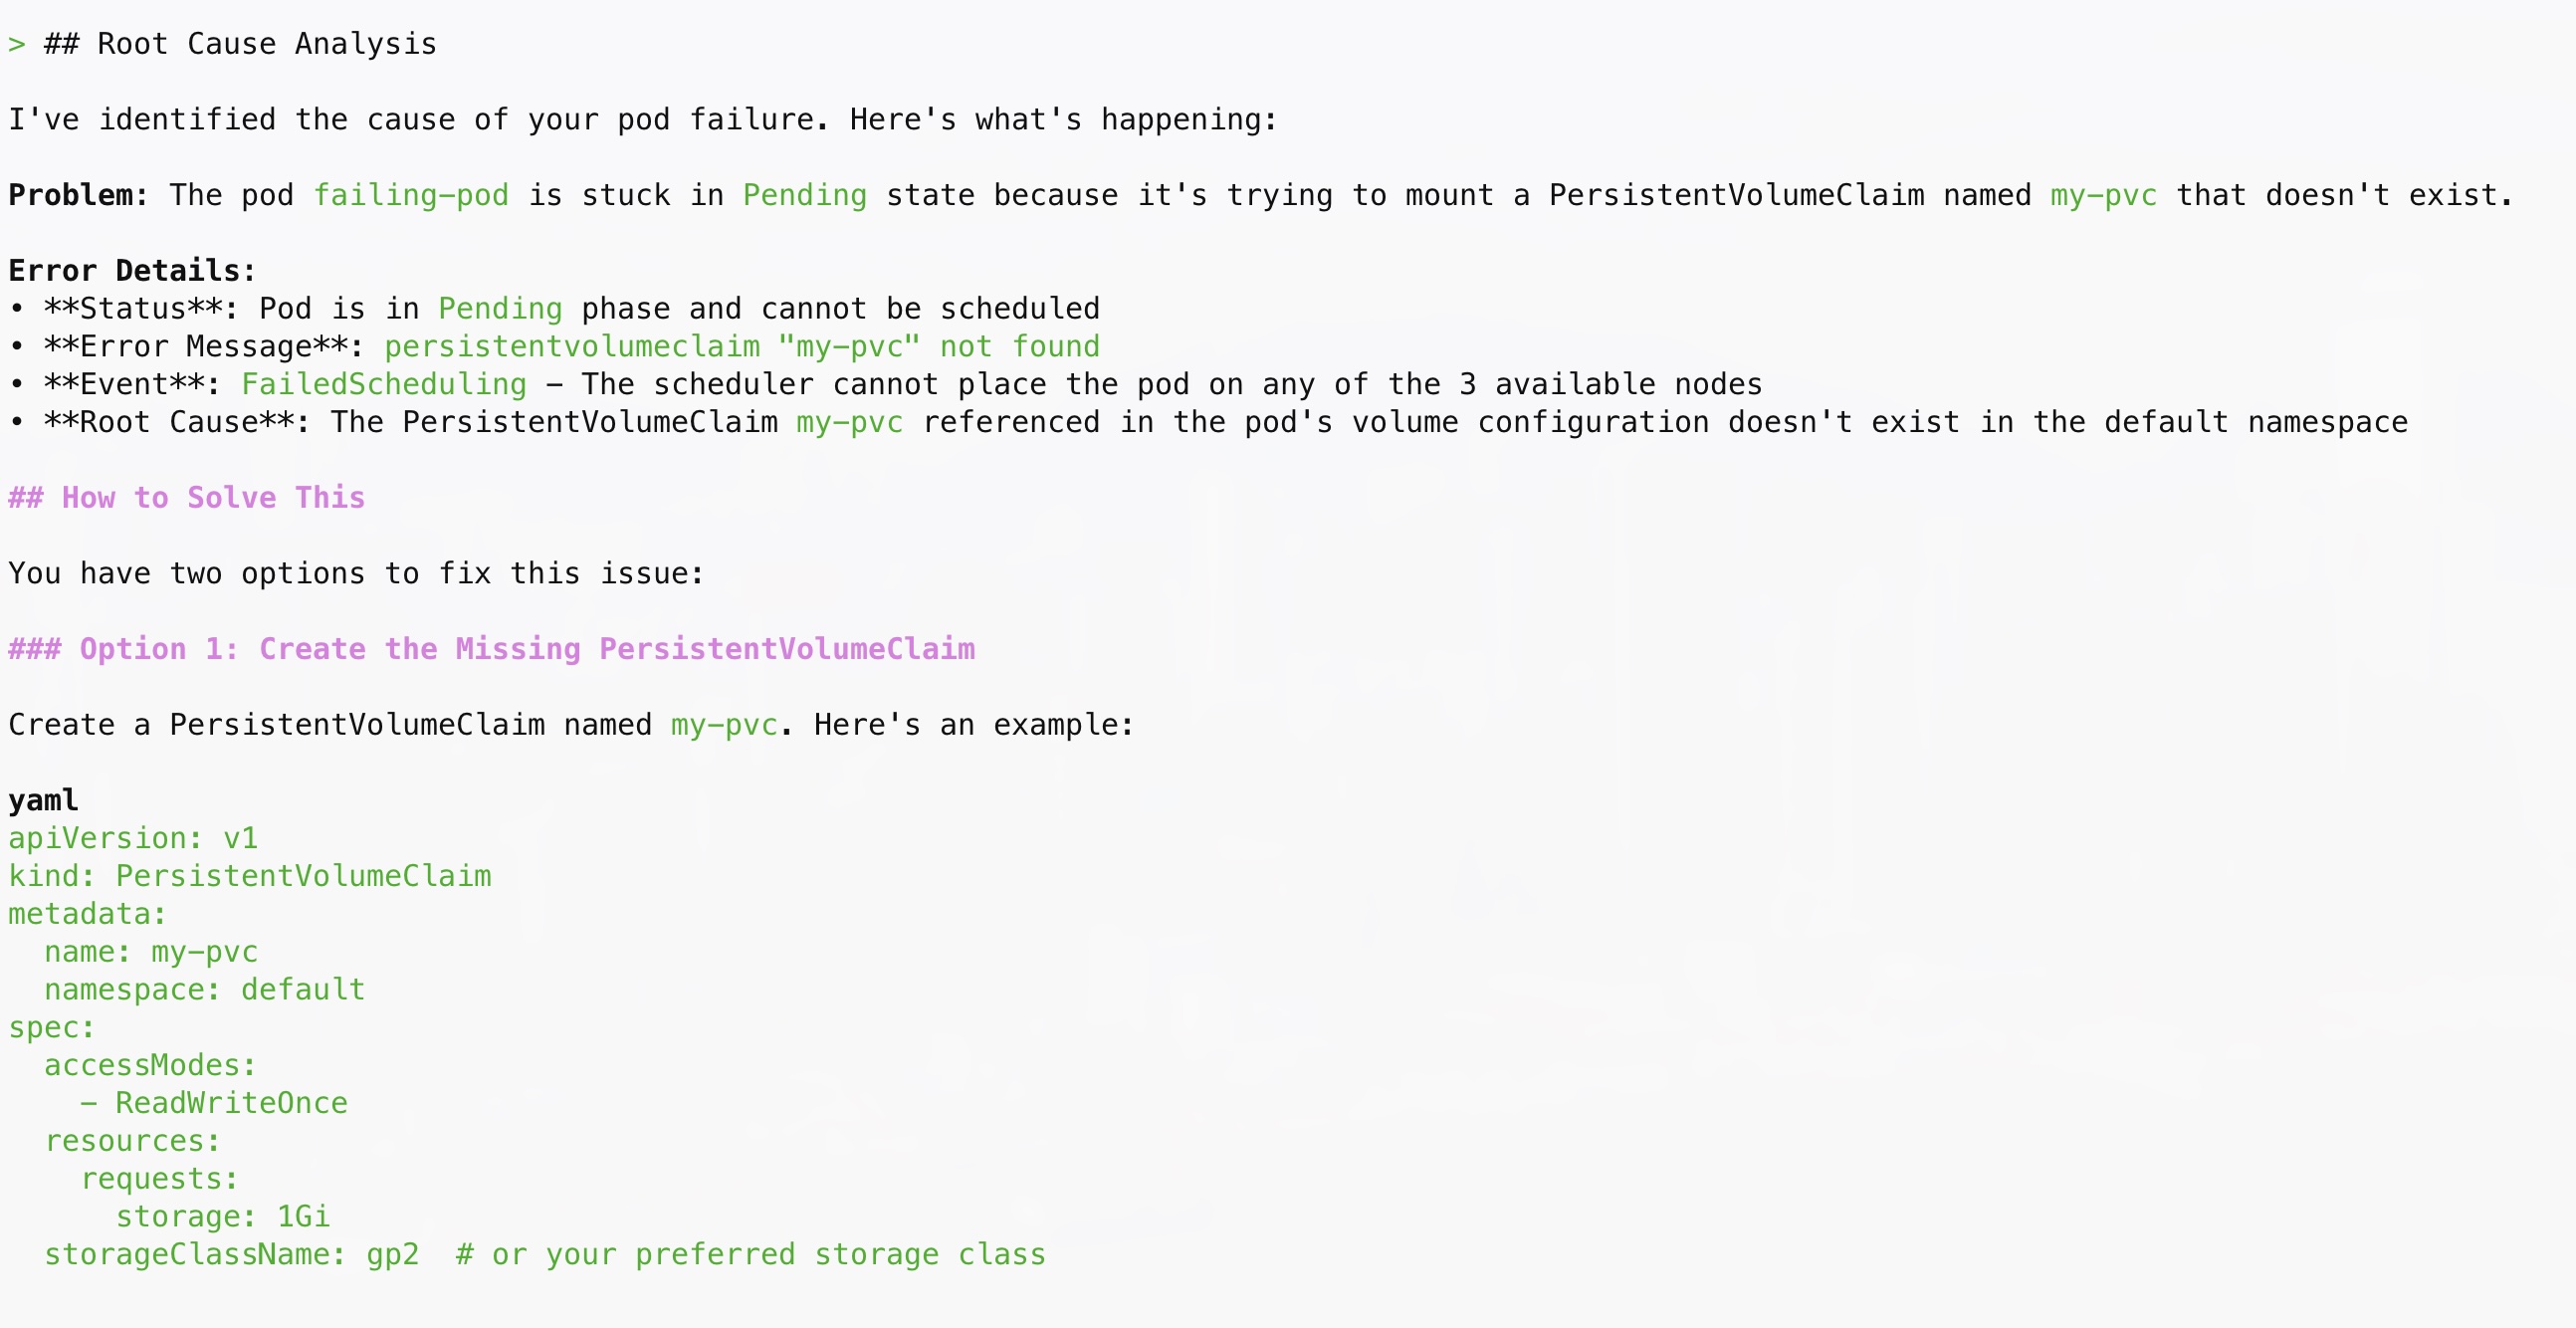 > ## Root Cause Analysis
I've identified the cause of your pod failure. Here's what's happening:
Problem: The pod failing-pod is stuck in Pending state because it's trying to mount a PersistentVolumeClaim named my-pvc that doesn't exist.
Error Details:
• **Status**: Pod is in Pending phase and cannot be scheduled
• **Error Message**: persistentvolumeclaim "my-pvc" not found
• **Event**: FailedScheduling - The scheduler cannot place the pod on any of the 3 available nodes
• **Root Cause**: The PersistentVolumeClaim my-pvc referenced in the pod's volume configuration doesn't exist in the default namespace
## How to Solve This
You have two options to fix this issue:
### Option 1: Create the Missing PersistentVolumeClaim
Create a PersistentVolumeClaim named my-pvc. Here's an example:
yaml
apiVersion: v1
kind: PersistentVolumeClaim
metadata:
  name: my-pvc
  namespace: default
spec:
  accessModes:
    - ReadWriteOnce
  resources:
    requests:
      storage: 1Gi
  storageClassName: gp2  # or your preferred storage class